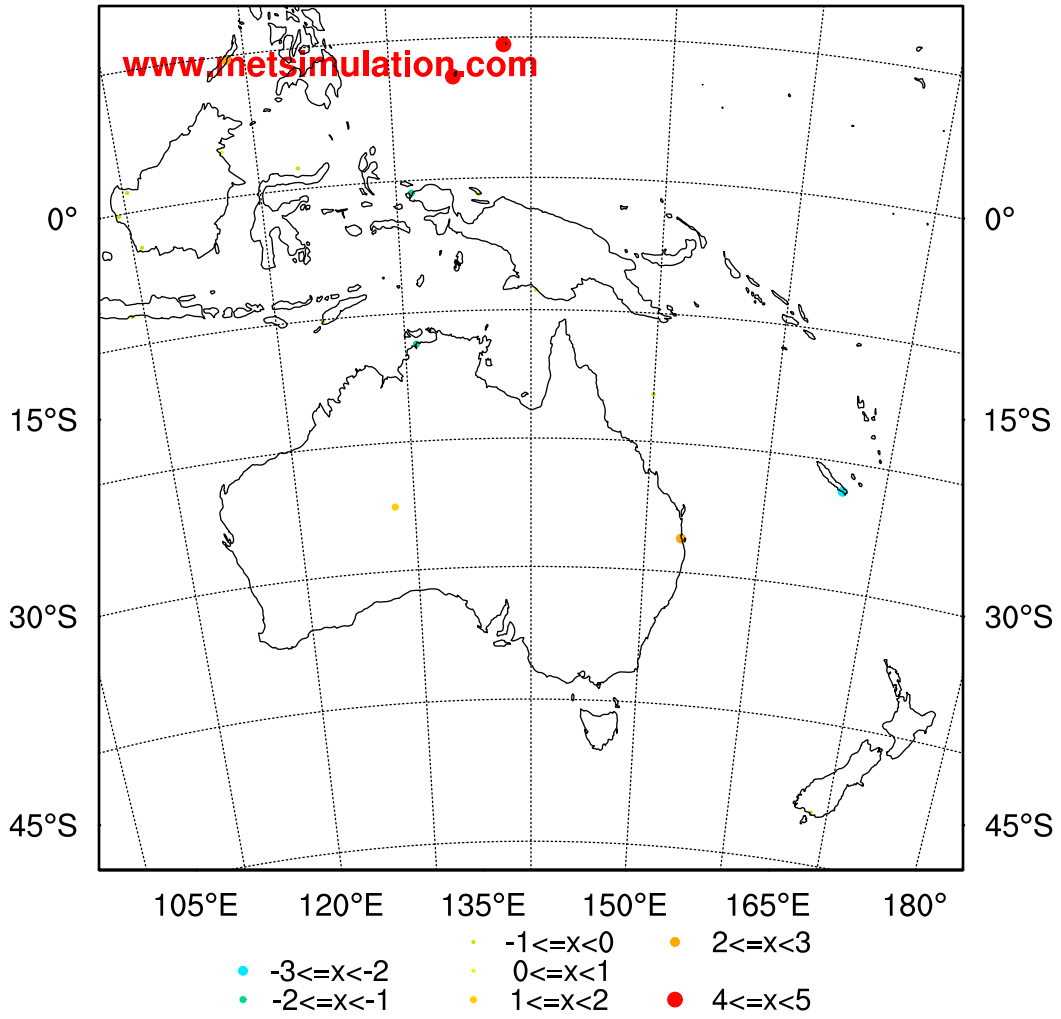 www.metsimulation.com
0° 0°
15°S 15°S
30°S 30°S
45°S 45°S
105°E 120°E 135°E 150°E 165°E 180°
-1<=x<0 2<=x<3
-3<=x<-2 0<=x<1
-2<=x<-1 1<=x<2 4<=x<5